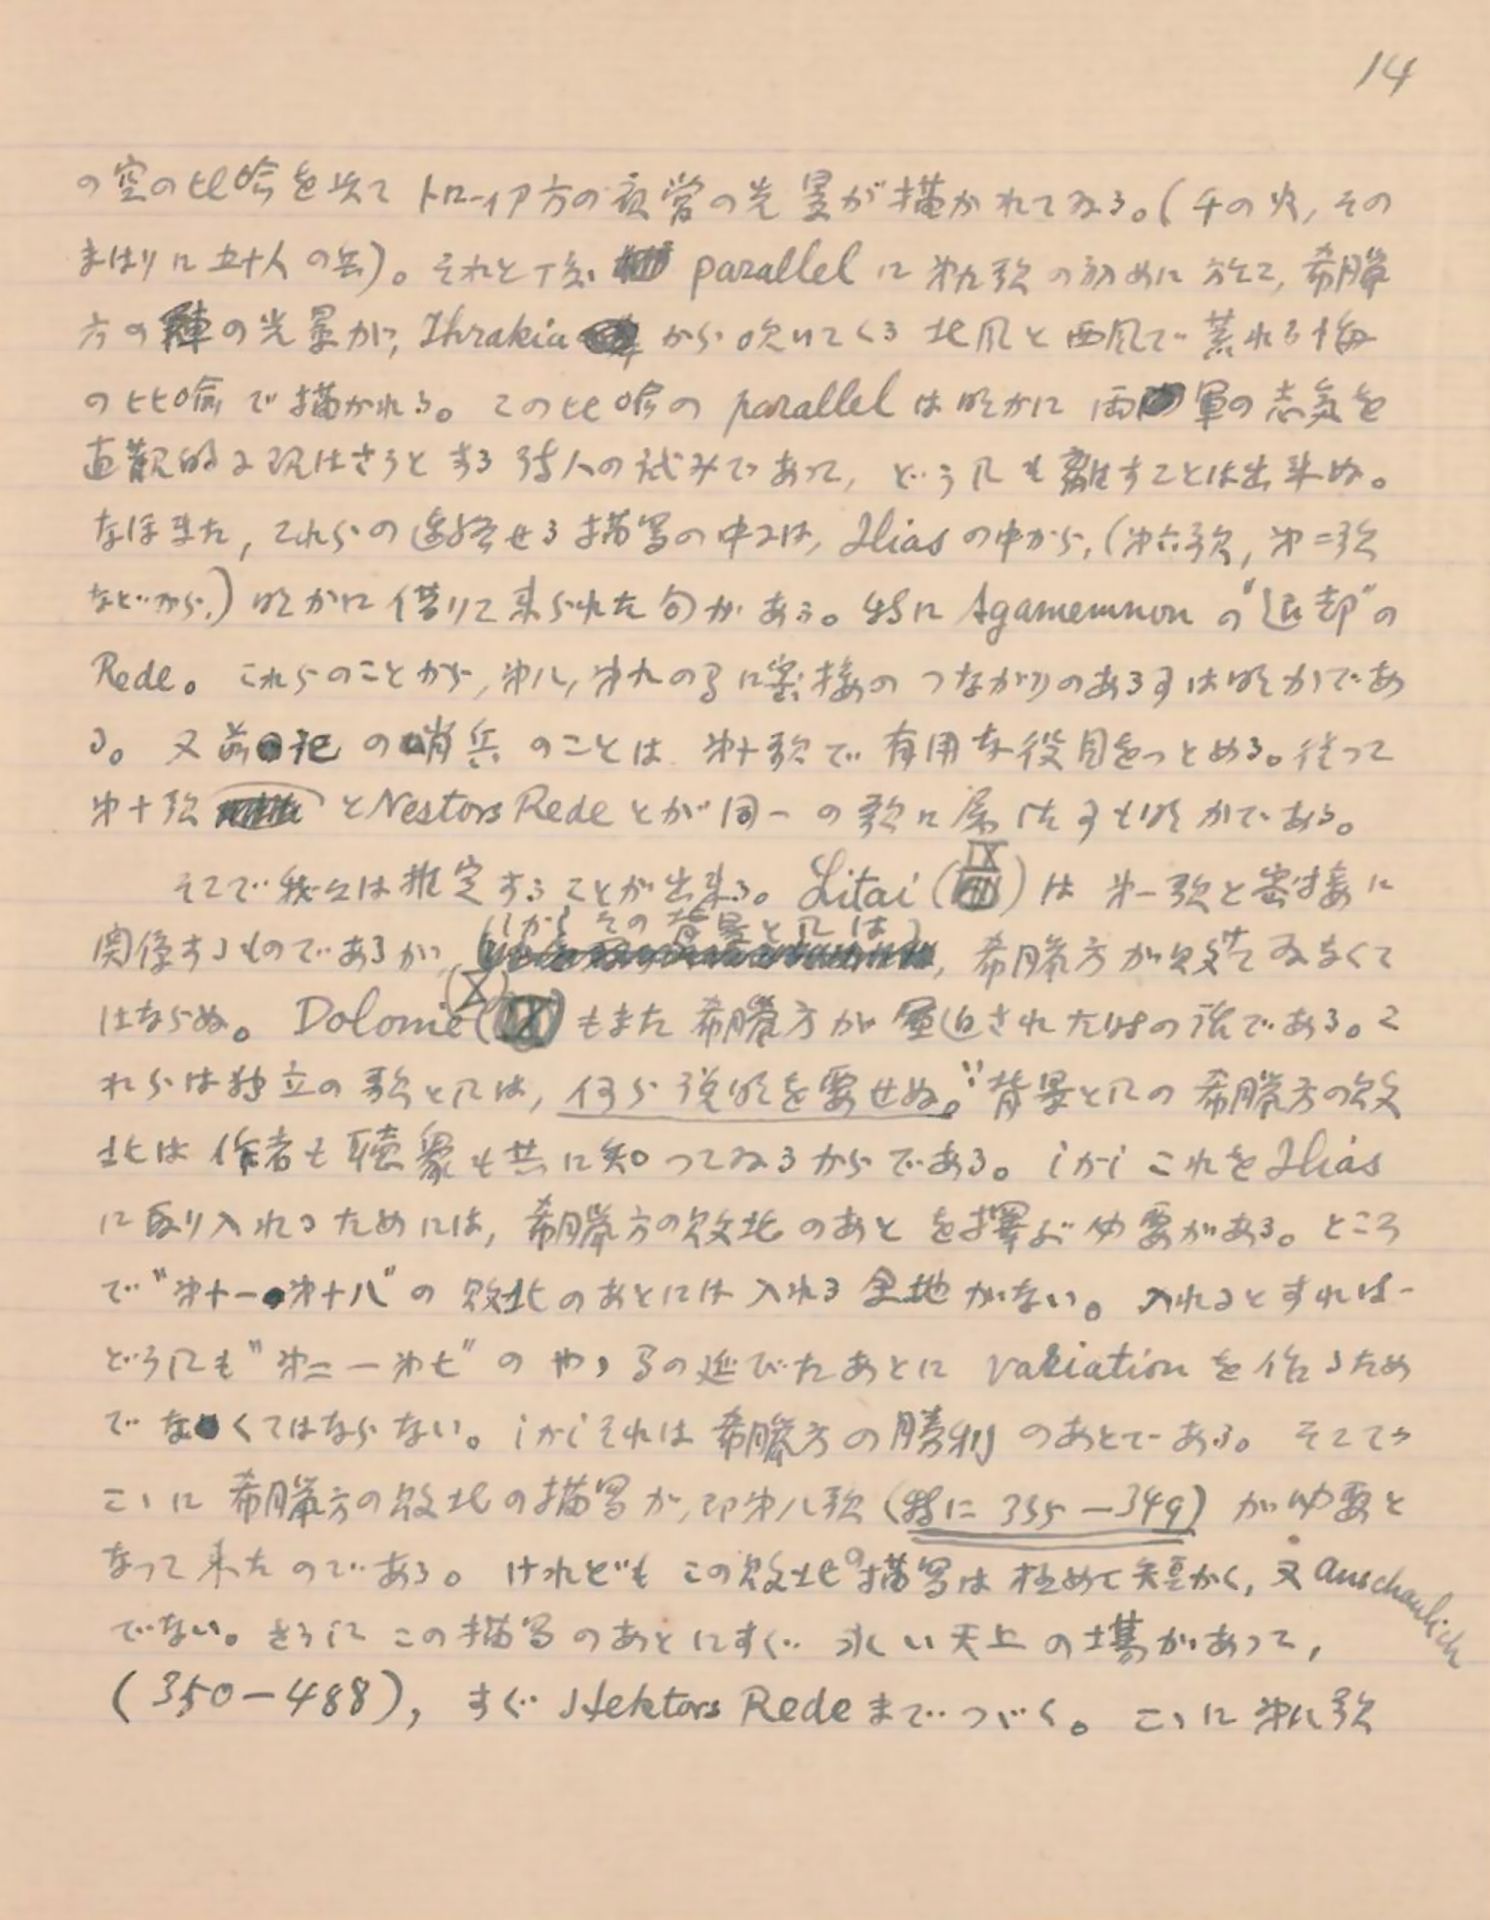 14
の空の比喩を以て トローイア方の夜営の光景が描かれてゐる。(千の火, その
まはりに五十人の兵)。それと丁度 parallel に 第九歌の初めに於て, 希臘
方の陣の光景が, Thrakia から吹いてくる 北風と西風で荒れる海
の比喩で描かれる。この比喩の parallel は明かに 両軍の志気を
直観的に現はさうとする詩人の試みであって, どうしても離すことは出来ぬ。
なほまた, これらの連絡せる描写の中には, Ilias の中から, (第六歌, 第二歌
などから,) 明かに借りて来られた句がある。特に Agamemnon の "退却" の
Rede。これらのことから, 第八, 第九の間に密接のつながりのある事は明かであ
る。又前記の哨兵のことは 第十歌で有用な役目をつとめる。従って
第十歌とNestors Rede とが同一の歌に属する事も明かである。
そこで我々は推定することが出来る。Litai (IX) は 第一歌と密接に
関係するものであるが, (しかしその背景としては), 希臘方が敗けてゐなくて
はならぬ。Dolonie (X) もまた希臘方が圧迫された時の話である。こ
れらは独立の歌としては, 何ら説明を要せぬ。∵背景としての希臘方の敗
北は 作者も聴衆も共に知ってゐるからである。しかしこれを Ilias
に取り入れるためには, 希臘方の敗北のあとを擇ぶ必要がある。ところ
で "第十一・第十八" の敗北のあとには入れる余地がない。入れるとすれば
どうしても "第二—第七" のやゝ間の延びたあとに variation を作るため
でなくてはならない。しかしそれは 希臘方の勝利のあとである。そこで
こゝに 希臘方の敗北の描写が, 即第八歌 (特に 335—349) が必要と
なって来たのである。けれどもこの敗北の描写は極めて短かく, 又 anschaulich
でない。さうしてこの描写のあとにすぐ 永い天上の場があって,
(350—488), すぐ Hektors Rede までつゞく。こゝに 第八歌